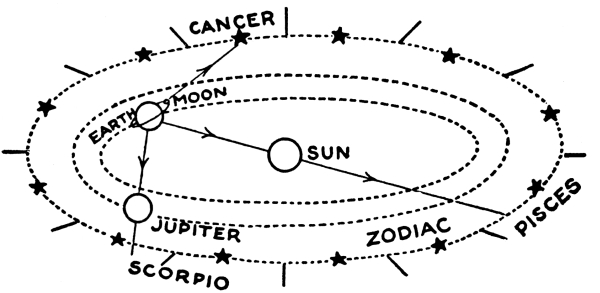 CANCER
MOON
EARTH
SUN
PISCES
JUPITER
ZODIAC
SCORPIO